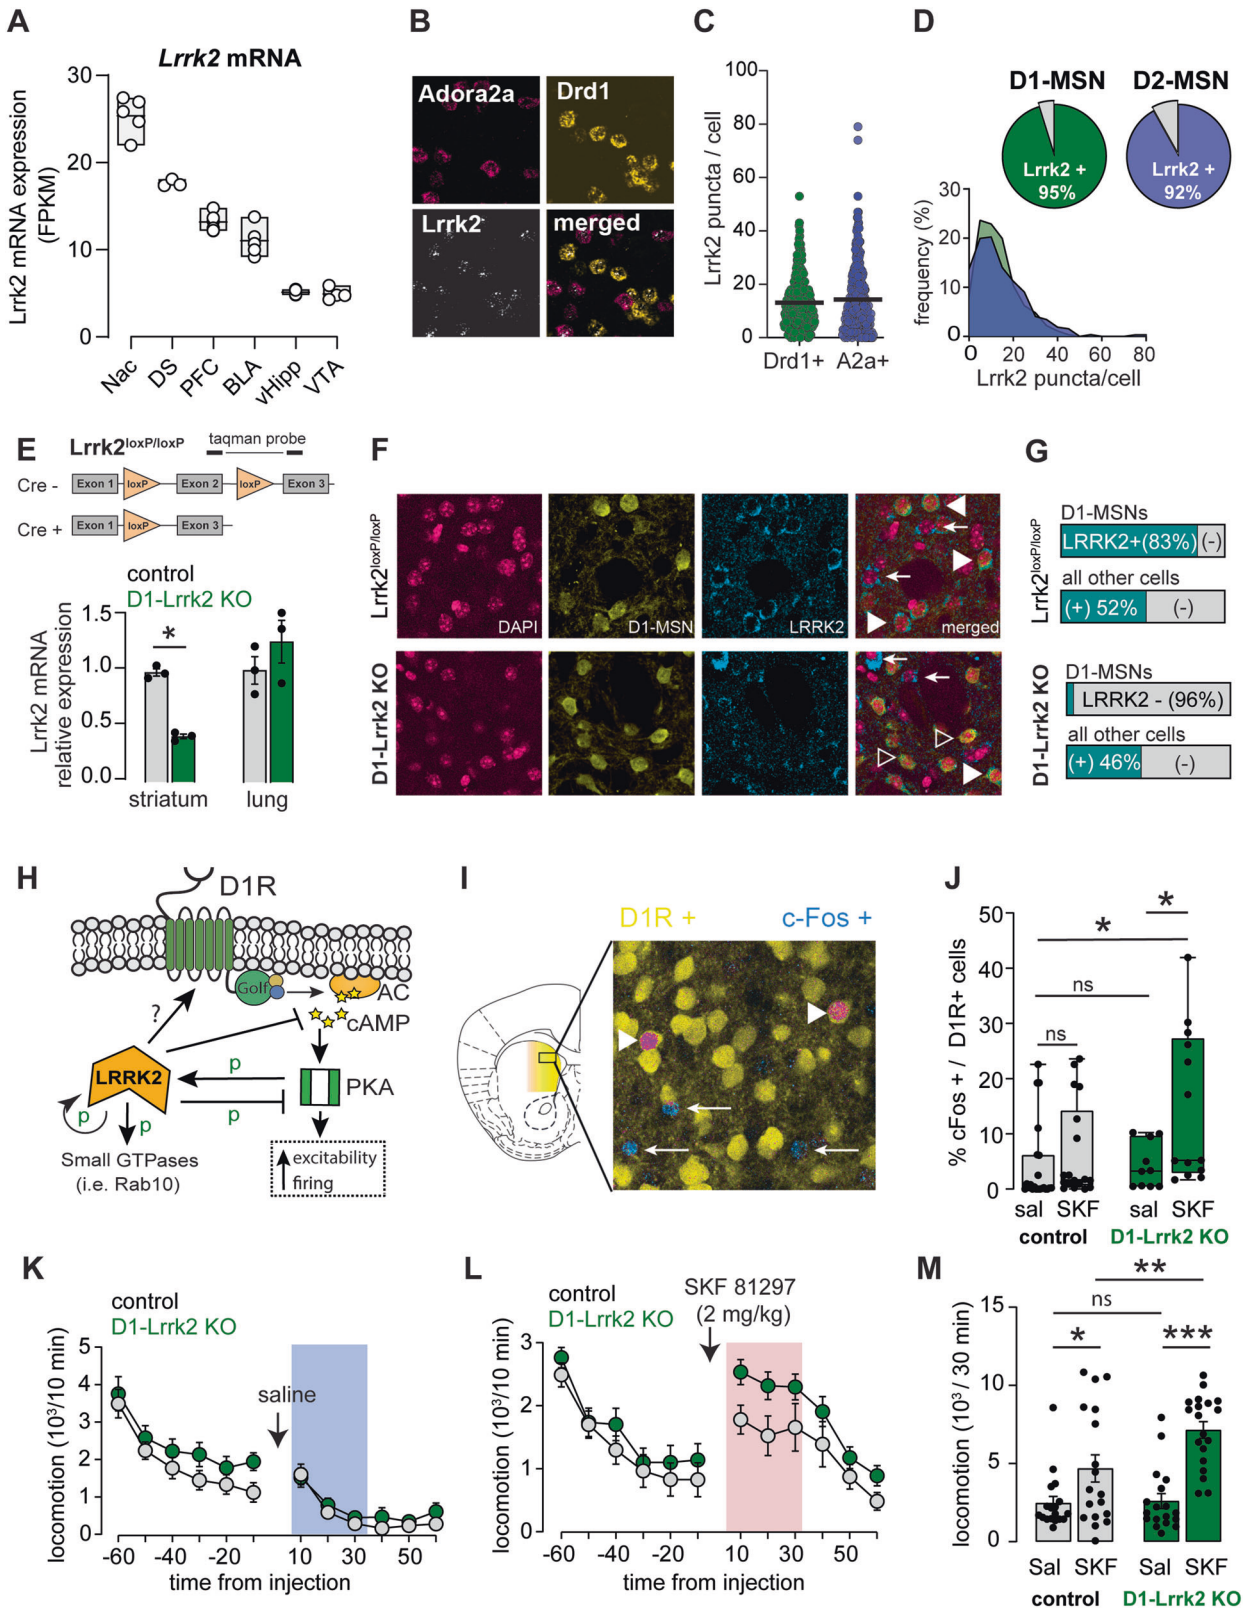 A
Lrrk2 mRNA
Lrrk2 mRNA expression
(FPKM)
30
20
10
0
Nac
DS
PFC
BLA
vHipp
VTA
B
Adora2a
Drd1
Lrrk2
merged
C
Lrrk2 puncta / cell
100
80
60
40
20
0
Drd1+
A2a+
D
D1-MSN
D2-MSN
Lrrk2 +
95%
Lrrk2 +
92%
frequency (%)
30
20
10
0
0
20
40
60
80
Lrrk2 puncta/cell
E
Lrrk2loxP/loxP
taqman probe
Cre -
Exon 1
loxP
Exon 2
loxP
Exon 3
Cre +
Exon 1
loxP
Exon 3
control
D1-Lrrk2 KO
Lrrk2 mRNA
relative expression
1.5
1.0
0.5
0.0
*
striatum
lung
F
Lrrk2loxP/loxP
DAPI
D1-MSN
LRRK2
merged
D1-Lrrk2 KO
G
Lrrk2loxP/loxP
D1-MSNs
LRRK2+(83%)
(-)
all other cells
(+) 52%
(-)
D1-Lrrk2 KO
D1-MSNs
LRRK2 - (96%)
all other cells
(+) 46%
(-)
H
D1R
Golf
AC
cAMP
?
LRRK2
p
PKA
p
p
p
Small GTPases
(i.e. Rab10)
excitability
firing
I
D1R +
c-Fos +
J
% cFos + / D1R+ cells
50
40
30
20
10
0
*
*
ns
ns
sal
SKF
sal
SKF
control
D1-Lrrk2 KO
K
control
D1-Lrrk2 KO
locomotion (10³/10 min)
5
4
3
2
1
0
saline
-60
-40
-20
10
30
50
time from injection
L
control
D1-Lrrk2 KO
SKF 81297
(2 mg/kg)
locomotion (10³/10 min)
3
2
1
0
-60
-40
-20
10
30
50
time from injection
M
locomotion (10³ / 30 min)
15
10
5
0
**
ns
*
***
Sal
SKF
Sal
SKF
control
D1-Lrrk2 KO